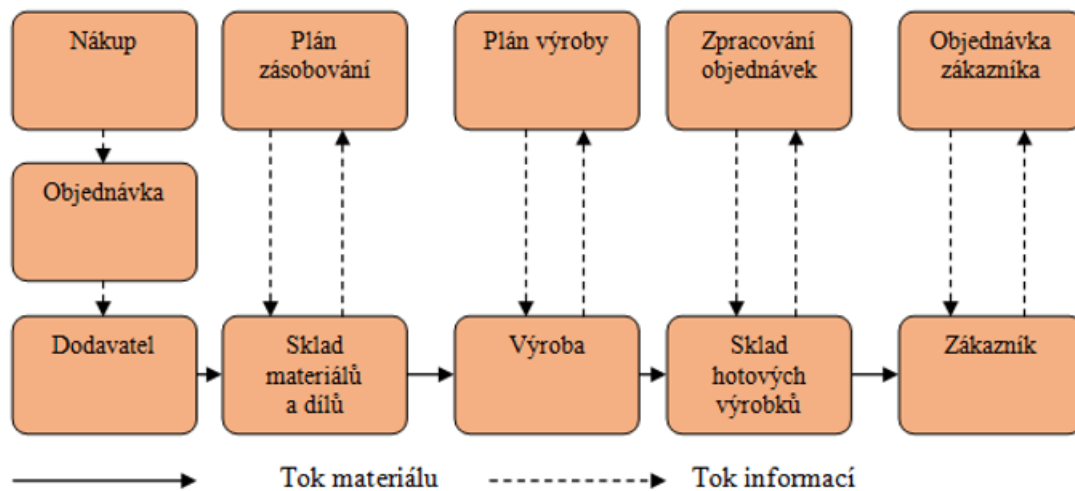 Nákup
Plán
zásobování
Plán výroby
Zpracování
objednávek
Objednávka
zákazníka
Objednávka
Dodavatel
Sklad
materiálů
a dílů
Výroba
Sklad
hotových
výrobků
Zákazník
Tok materiálu
Tok informací